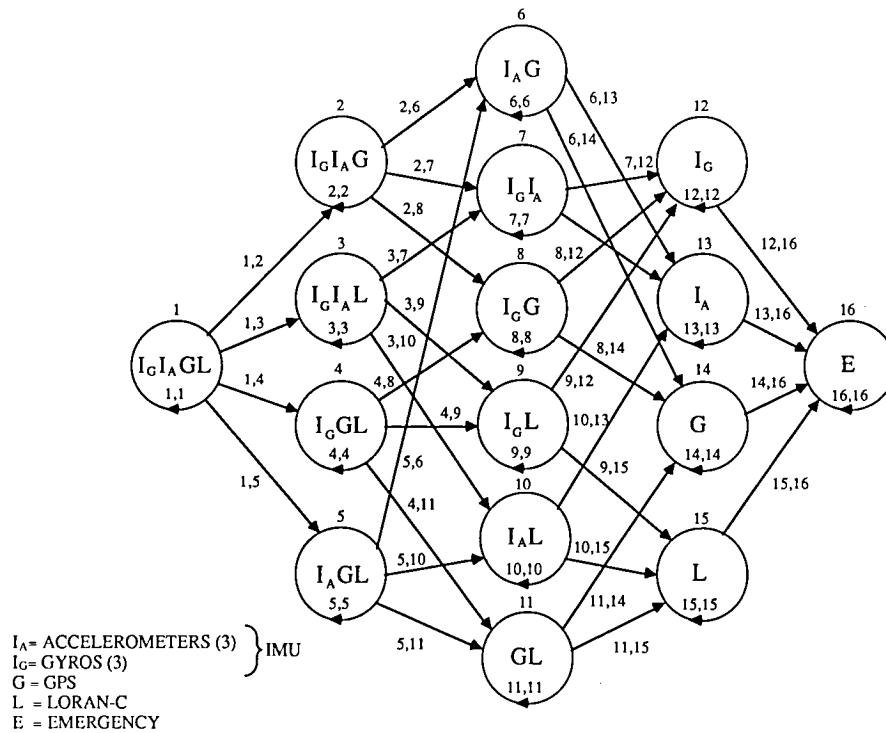 6
I_A G
6,6
6,13
6,14
2
2,6
I_G I_A G
2,2
2,7
2,8
7
I_G I_A
7,7
7,12
12
I_G
12,12
12,16
1,2
3
3,7
I_G I_A L
3,3
3,9
3,10
8
I_G G
8,8
8,12
8,14
13
I_A
13,13
13,16
1
I_G I_A GL
1,1
1,3
1,4
1,5
4
4,8
I_G GL
4,4
4,9
4,11
9
I_G L
9,9
9,12
9,15
10,13
14
G
14,14
14,16
16
E
16,16
5,6
5
I_A GL
5,5
5,10
5,11
10
I_A L
10,10
10,15
15
L
15,15
15,16
11
GL
11,11
11,14
11,15
I_A = ACCELEROMETERS (3)
I_G = GYROS (3)
IMU
G = GPS
L = LORAN-C
E = EMERGENCY